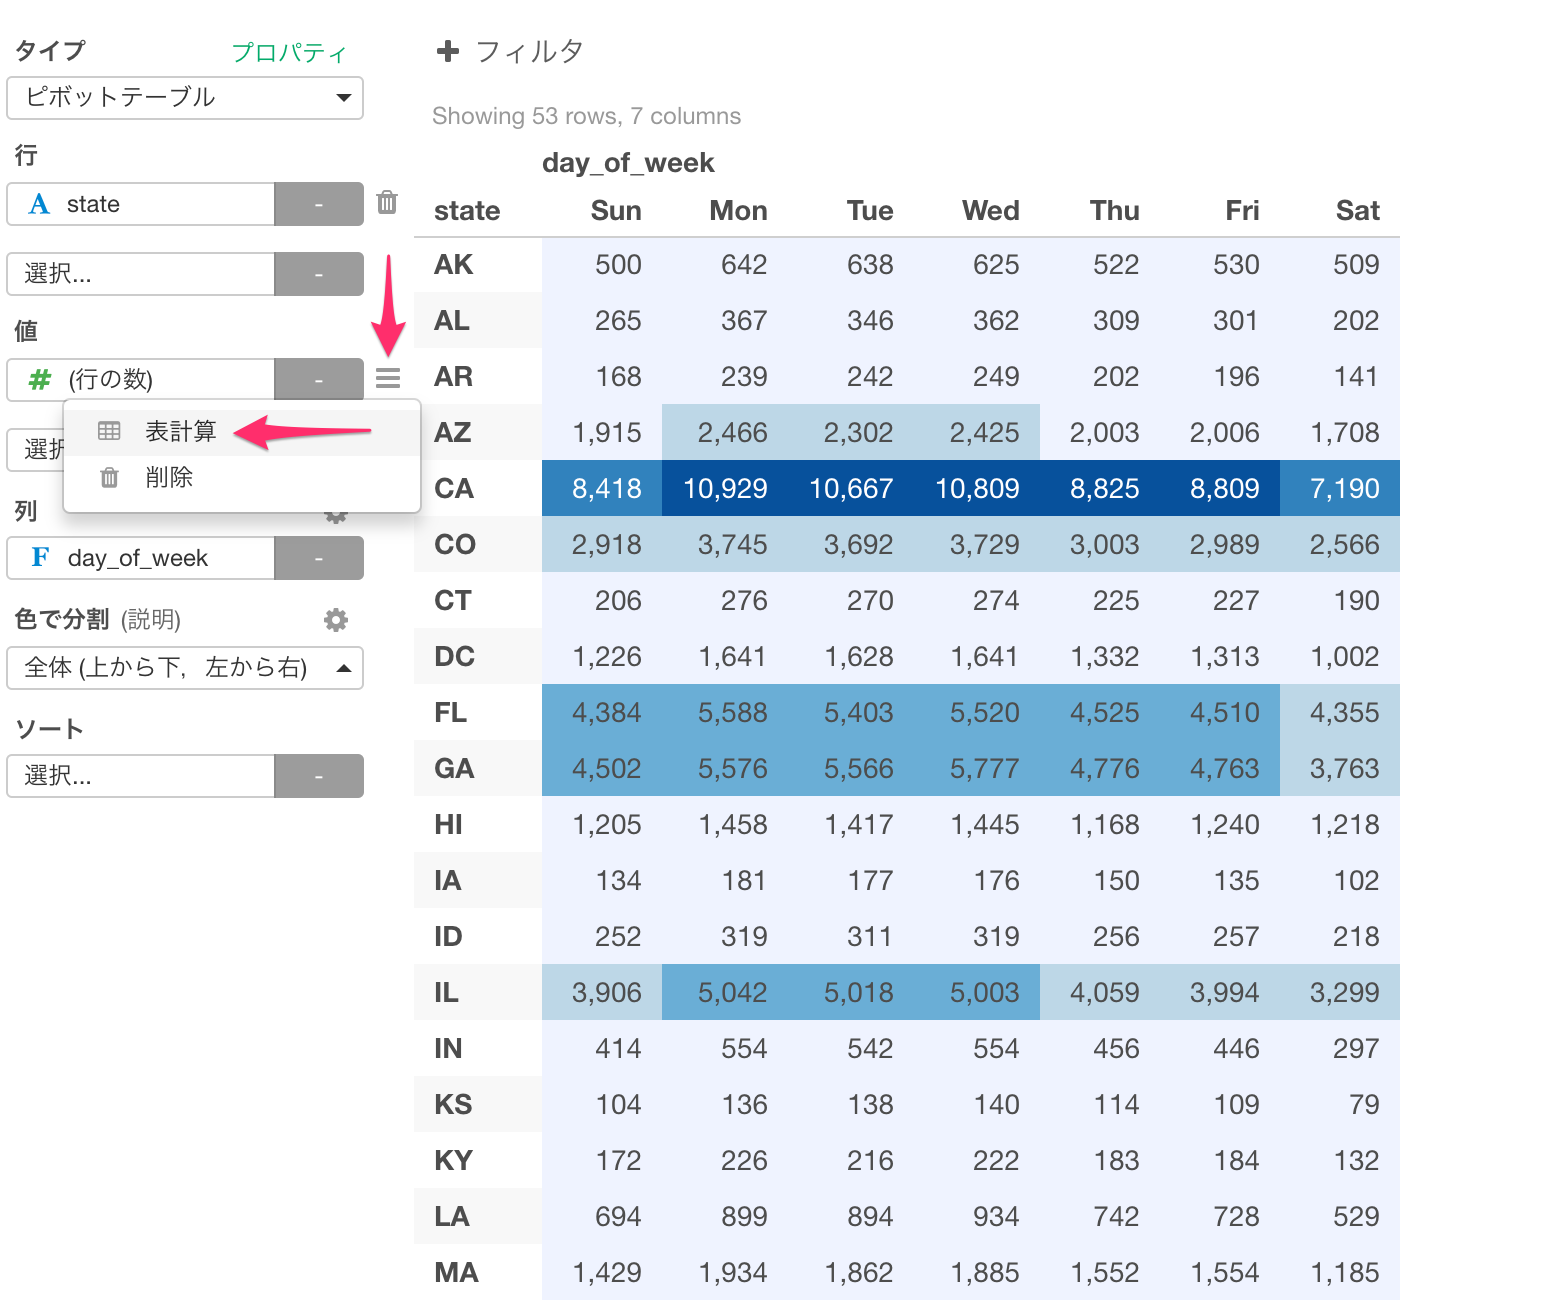 タイプ プロパティ
ピボットテーブル
行
A state -
選択... -
値
# (行の数) -
表計算
選択
削除
列
F day_of_week -
色で分割 (説明)
全体 (上から下, 左から右)
ソート
選択... -
+ フィルタ
Showing 53 rows, 7 columns
day_of_week
state Sun Mon Tue Wed Thu Fri Sat
AK 500 642 638 625 522 530 509
AL 265 367 346 362 309 301 202
AR 168 239 242 249 202 196 141
AZ 1,915 2,466 2,302 2,425 2,003 2,006 1,708
CA 8,418 10,929 10,667 10,809 8,825 8,809 7,190
CO 2,918 3,745 3,692 3,729 3,003 2,989 2,566
CT 206 276 270 274 225 227 190
DC 1,226 1,641 1,628 1,641 1,332 1,313 1,002
FL 4,384 5,588 5,403 5,520 4,525 4,510 4,355
GA 4,502 5,576 5,566 5,777 4,776 4,763 3,763
HI 1,205 1,458 1,417 1,445 1,168 1,240 1,218
IA 134 181 177 176 150 135 102
ID 252 319 311 319 256 257 218
IL 3,906 5,042 5,018 5,003 4,059 3,994 3,299
IN 414 554 542 554 456 446 297
KS 104 136 138 140 114 109 79
KY 172 226 216 222 183 184 132
LA 694 899 894 934 742 728 529
MA 1,429 1,934 1,862 1,885 1,552 1,554 1,185